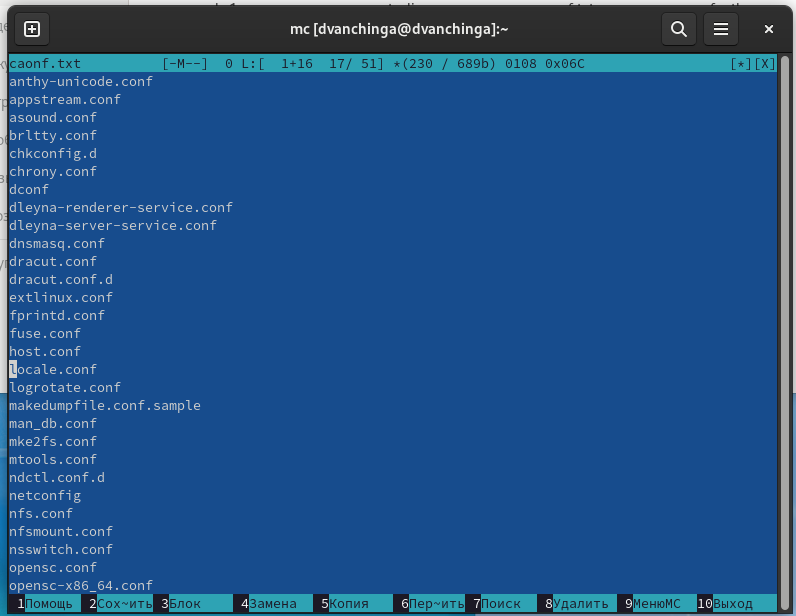 mc [dvanchinga@dvanchinga]:~
caonf.txt [-M--] 0 L:[ 1+16 17/ 51] *(230 / 689b) 0108 0x06C [*][X]
anthy-unicode.conf
appstream.conf
asound.conf
brltty.conf
chkconfig.d
chrony.conf
dconf
dleyna-renderer-service.conf
dleyna-server-service.conf
dnsmasq.conf
dracut.conf
dracut.conf.d
extlinux.conf
fprintd.conf
fuse.conf
host.conf
locale.conf
logrotate.conf
makedumpfile.conf.sample
man_db.conf
mke2fs.conf
mtools.conf
ndctl.conf.d
netconfig
nfs.conf
nfsmount.conf
nsswitch.conf
opensc.conf
opensc-x86_64.conf
1Помощь 2Сох~ить 3Блок 4Замена 5Копия 6Пер~ить 7Поиск 8Удалить 9МенюMC 10Выход